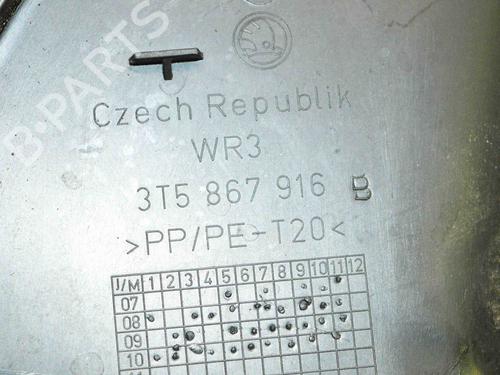 B-PARTS
Czech Republik
WR3
3T5 867 916 B
>PP/PE-T20<
J/M 1 2 3 4 5 6 7 8 9 10 11 12
07
08
09
10